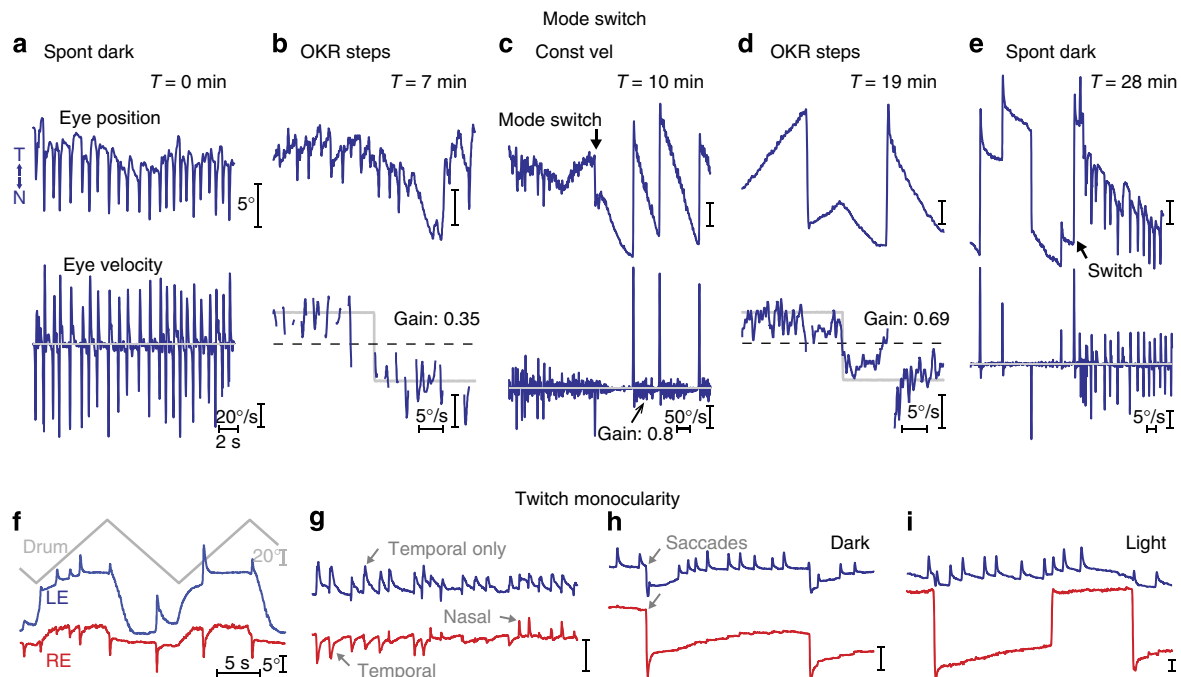 Mode switch
a Spont dark
T = 0 min
Eye position
T
N
5°
Eye velocity
20°/s
2 s
b OKR steps
T = 7 min
Gain: 0.35
5°/s
c Const vel
T = 10 min
Mode switch
Gain: 0.8
50°/s
d OKR steps
T = 19 min
Gain: 0.69
5°/s
e Spont dark
T = 28 min
Switch
5°/s
Twitch monocularity
f
Drum
20°
LE
RE
5 s
5°
g
Temporal only
Nasal
Temporal
h
Saccades
Dark
i
Light